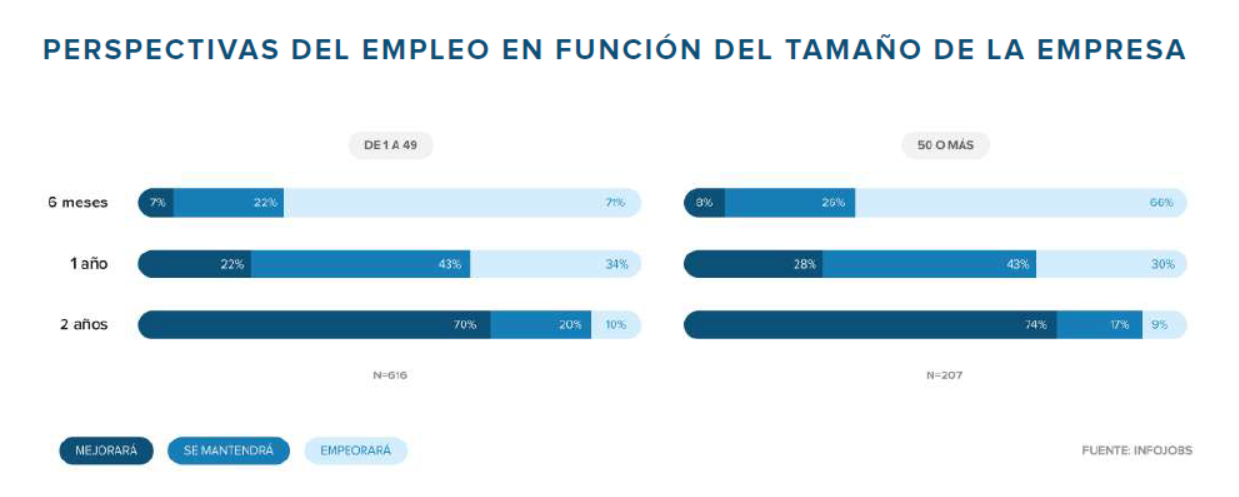 PERSPECTIVAS DEL EMPLEO EN FUNCIÓN DEL TAMAÑO DE LA EMPRESA
DE 1 A 49
50 O MÁS
6 meses 7% 22% 71% 8% 26% 66%
1 año 22% 43% 34% 28% 43% 30%
2 años 70% 20% 10% 74% 17% 9%
N=616
N=207
MEJORARÁ SE MANTENDRÁ EMPEORARÁ
FUENTE: INFOJOBS